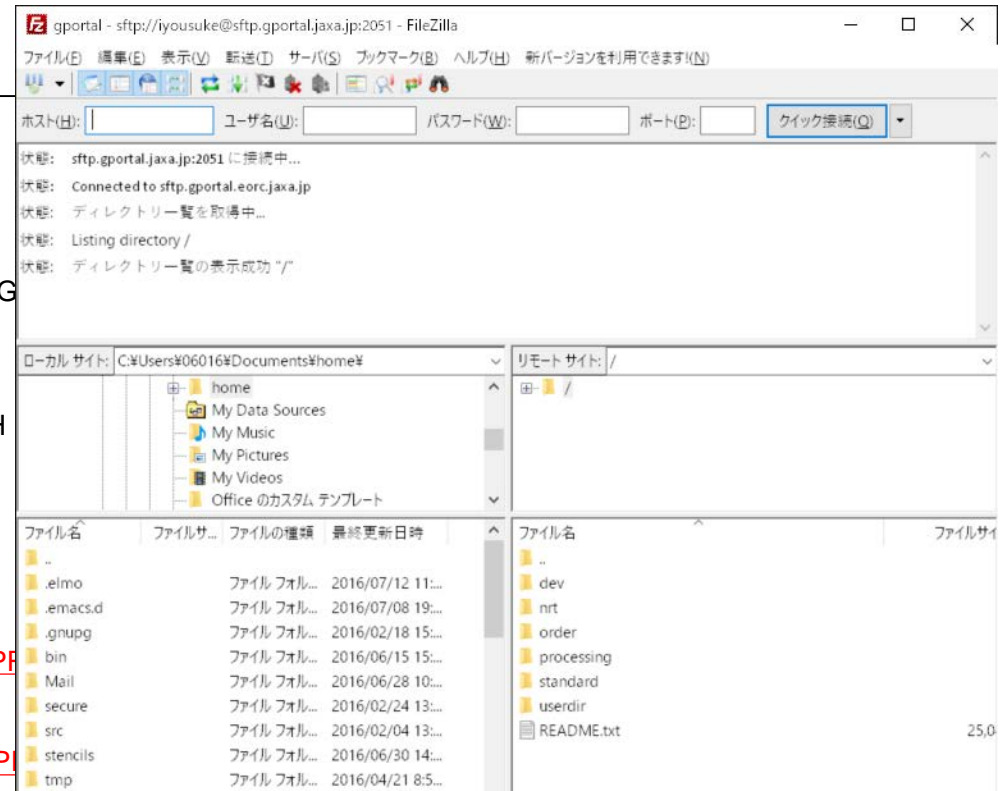 gportal - sftp://iyousuke@sftp.gportal.jaxa.jp:2051 - FileZilla
ファイル(F) 編集(E) 表示(V) 転送(T) サーバ(S) ブックマーク(B) ヘルプ(H) 新バージョンを利用できます!(N)
ホスト(H): ユーザ名(U): パスワード(W): ポート(P): クイック接続(Q)
状態: sftp.gportal.jaxa.jp:2051 に接続中...
状態: Connected to sftp.gportal.eorc.jaxa.jp
状態: ディレクトリ一覧を取得中...
状態: Listing directory /
状態: ディレクトリ一覧の表示成功 "/"
G
ローカル サイト: C:¥Users¥06016¥Documents¥home¥ リモート サイト: /
home /
My Data Sources
My Music
My Pictures
My Videos
Office のカスタム テンプレート
ファイル名 ファイルサ... ファイルの種類 最終更新日時 ファイル名 ファイルサイ
.. ..
.elmo ファイル フォル... 2016/07/12 11:... dev
.emacs.d ファイル フォル... 2016/07/08 19:... nrt
.gnupg ファイル フォル... 2016/02/18 15:... order
bin ファイル フォル... 2016/06/15 15:... processing
Mail ファイル フォル... 2016/06/28 10:... standard
secure ファイル フォル... 2016/02/24 13:... userdir
src ファイル フォル... 2016/02/04 13:... README.txt 25,0
stencils ファイル フォル... 2016/06/30 14:...
tmp ファイル フォル... 2016/04/21 8:5...